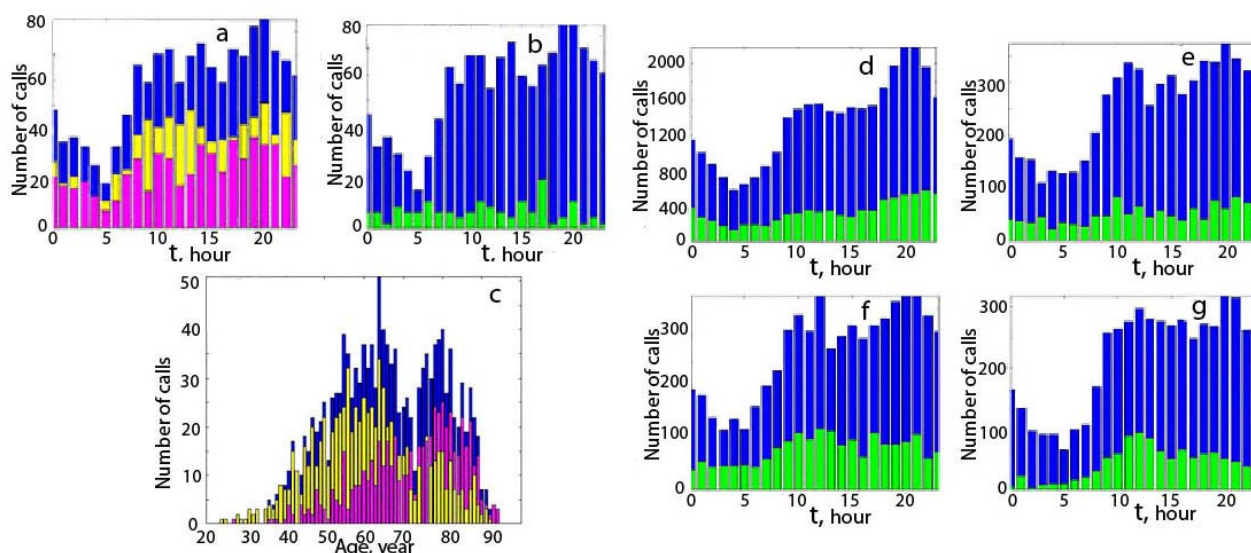 80
60
40
20
0
Number of calls
a
0 5 10 15 20
t, hour
80
60
40
20
0
Number of calls
b
0 5 10 15 20
t, hour
50
40
30
20
10
0
Number of calls
c
20 30 40 50 60 70 80 90
Age, year
2000
1600
1200
800
400
0
Number of calls
d
0 5 10 15 20
t, hour
300
200
100
0
Number of calls
e
0 5 10 15 20
t, hour
300
200
100
0
Number of calls
f
0 5 10 15 20
t, hour
300
200
100
0
Number of calls
g
0 5 10 15 20
t, hour